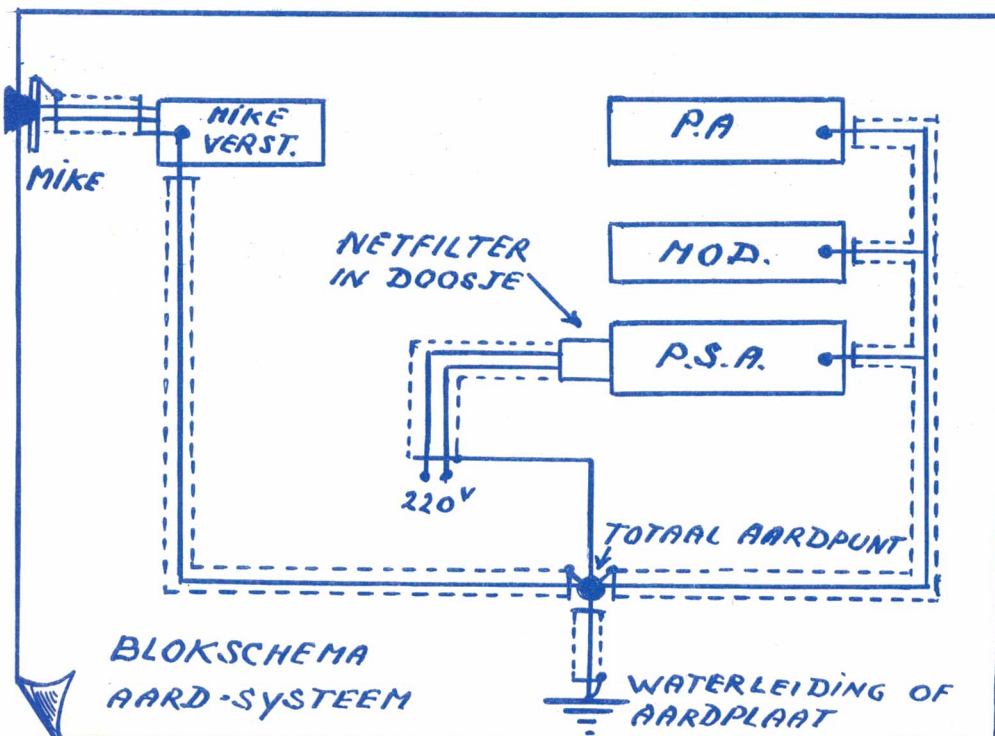 MIKE
VERST.
MIKE
P.A
MOD.
NETFILTER
IN DOOSJE
P.S.A.
220V
TOTAAL AARDPUNT
BLOKSCHEMA
AARD-SYSTEEM
WATERLEIDING OF
AARDPLAAT